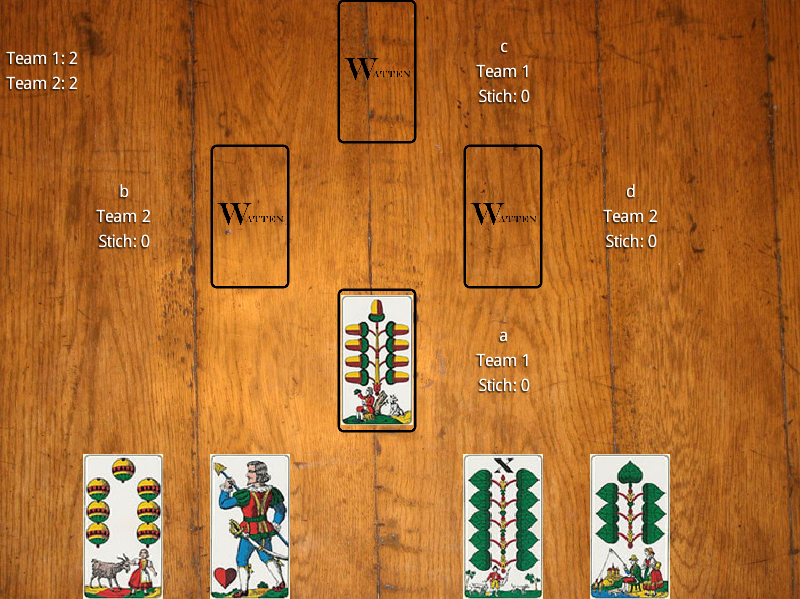 WATTEN
c
Team 1: 2
Team 1
Team 2: 2
Stich: 0
b
d
Team 2
WATTEN
WATTEN
Team 2
Stich: 0
Stich: 0
a
Team 1
Stich: 0
X